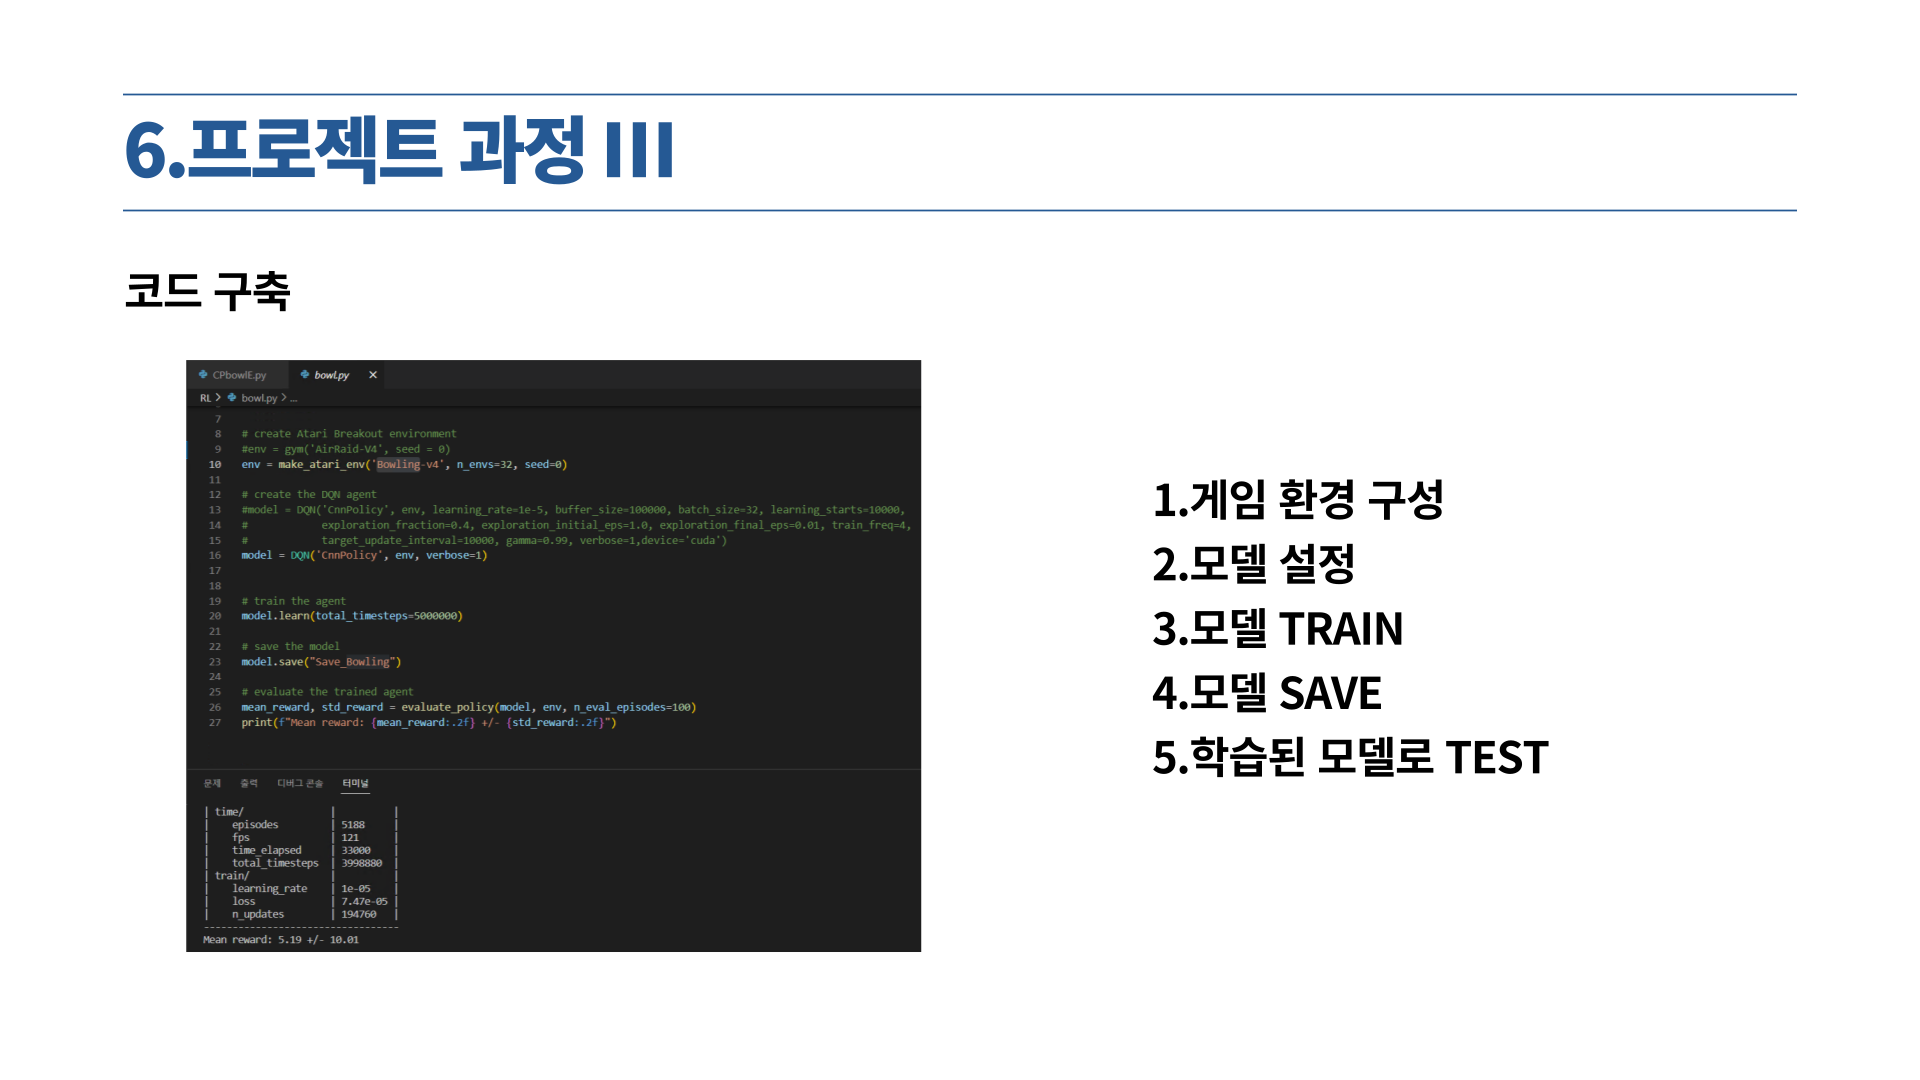 6.프로젝트 과정 III
코드 구축
CPbowlE.py bowl.py ×
RL > bowl.py > ...
7
8 # create Atari Breakout environment
9 #env = gym('AirRaid-V4', seed = 0)
10 env = make_atari_env('Bowling-v4', n_envs=32, seed=0)
11
12 # create the DQN agent
13 #model = DQN('CnnPolicy', env, learning_rate=1e-5, buffer_size=100000, batch_size=32, learning_starts=10000,
14 # exploration_fraction=0.4, exploration_initial_eps=1.0, exploration_final_eps=0.01, train_freq=4,
15 # target_update_interval=10000, gamma=0.99, verbose=1,device='cuda')
16 model = DQN('CnnPolicy', env, verbose=1)
17
18
19 # train the agent
20 model.learn(total_timesteps=5000000)
21
22 # save the model
23 model.save("Save_Bowling")
24
25 # evaluate the trained agent
26 mean_reward, std_reward = evaluate_policy(model, env, n_eval_episodes=100)
27 print(f"Mean reward: {mean_reward:.2f} +/- {std_reward:.2f}")
문제 출력 디버그 콘솔 터미널
| time/ | |
| episodes | 5188 |
| fps | 121 |
| time_elapsed | 33000 |
| total_timesteps | 3998880 |
| train/ | |
| learning_rate | 1e-05 |
| loss | 7.47e-05 |
| n_updates | 194760 |
----------------------------------
Mean reward: 5.19 +/- 10.01
1.게임 환경 구성
2.모델 설정
3.모델 TRAIN
4.모델 SAVE
5.학습된 모델로 TEST